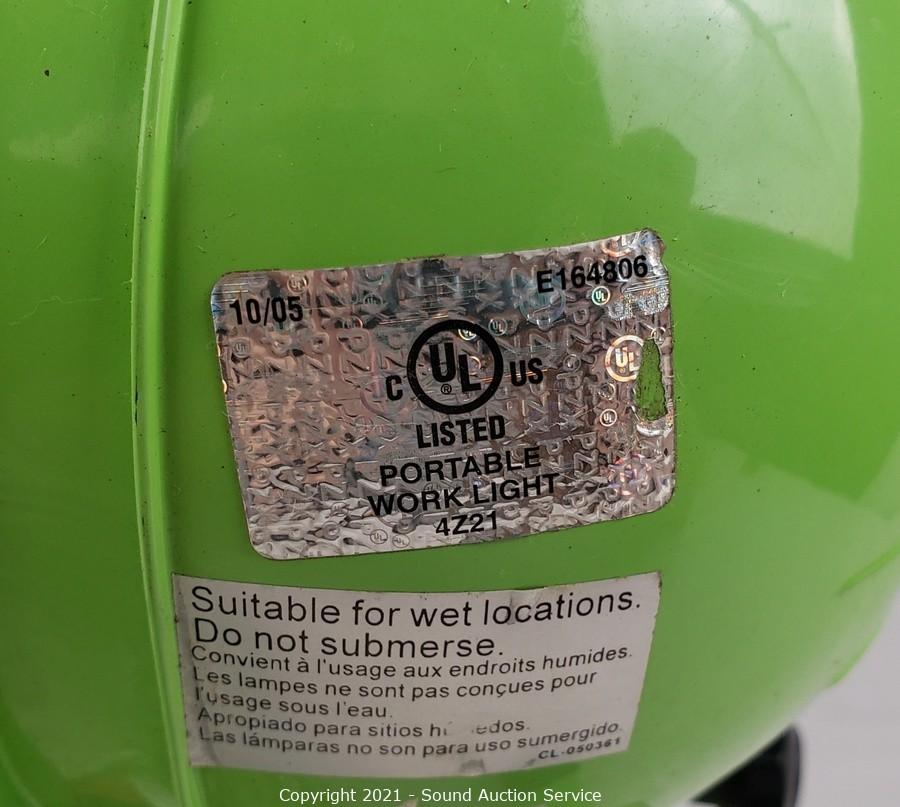 10/05
E164806
C UL US
®
LISTED
PORTABLE
WORK LIGHT
4Z21
Suitable for wet locations.
Do not submerse.
Convient à l'usage aux endroits humides.
Les lampes ne sont pas conçues pour
l'usage sous l'eau.
Apropiado para sitios
Las lámparas no son para uso sumergido.
CL-050361
Copyright 2021 - Sound Auction Service